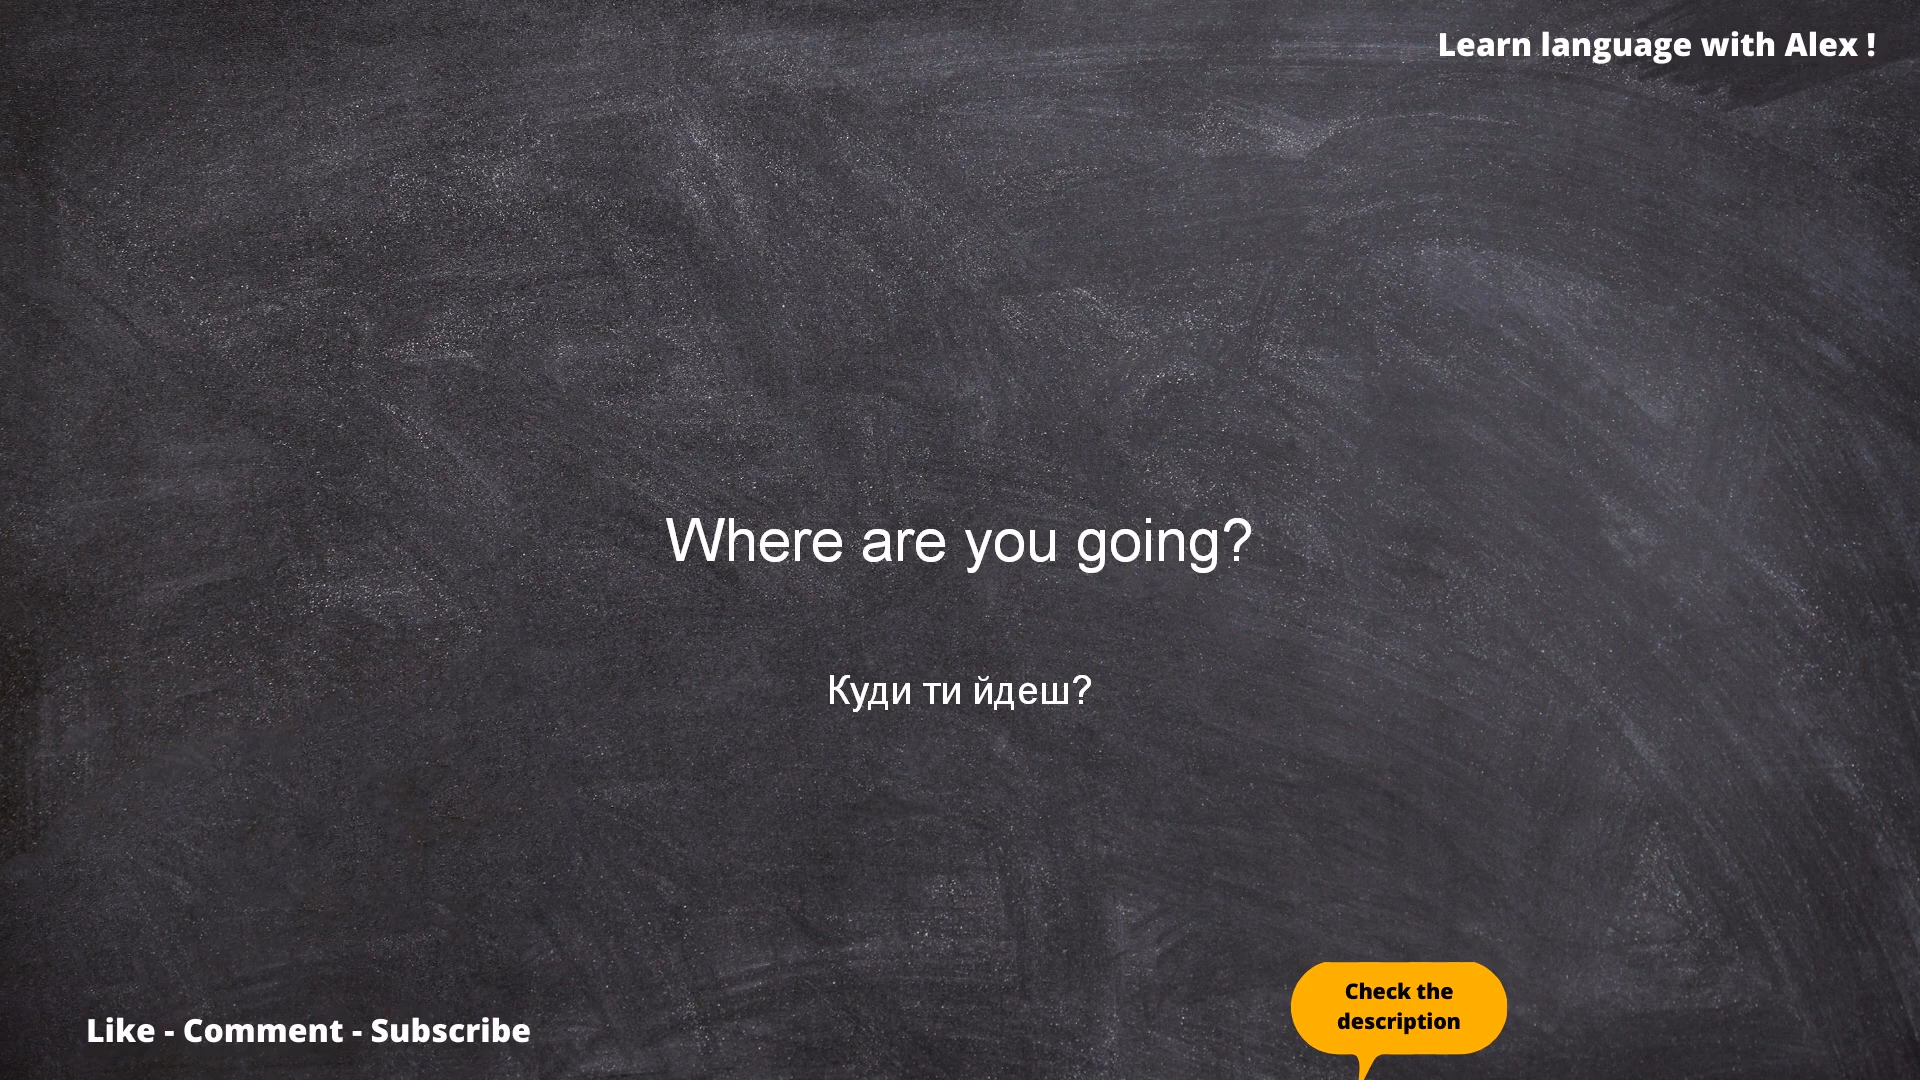 Learn language with Alex !
Where are you going?
Куди ти йдеш?
Check the
description
Like - Comment - Subscribe